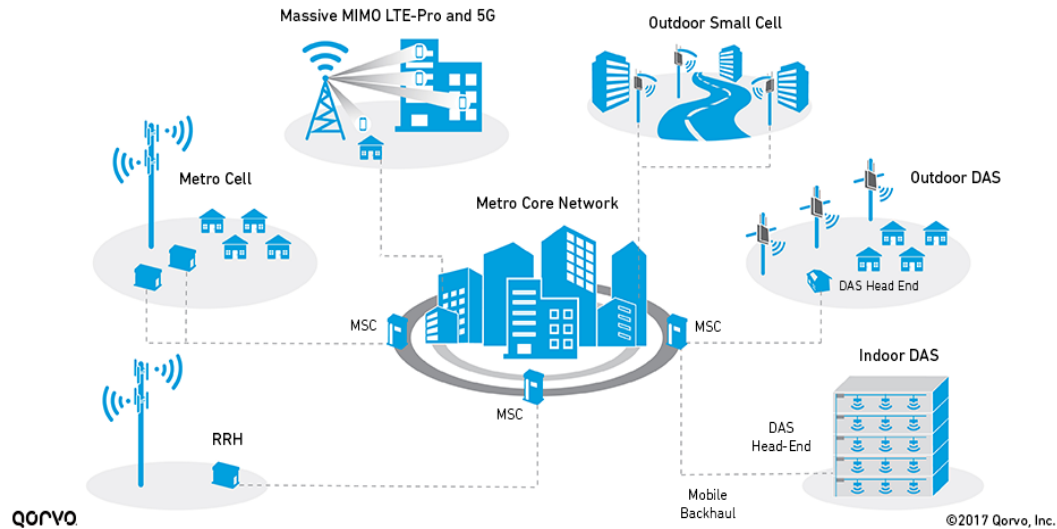 Massive MIMO LTE-Pro and 5G
Outdoor Small Cell
Metro Cell
Metro Core Network
Outdoor DAS
DAS Head End
MSC
MSC
Indoor DAS
MSC
RRH
DAS
Head-End
Mobile
Backhaul
QORVO
©2017 Qorvo, Inc.